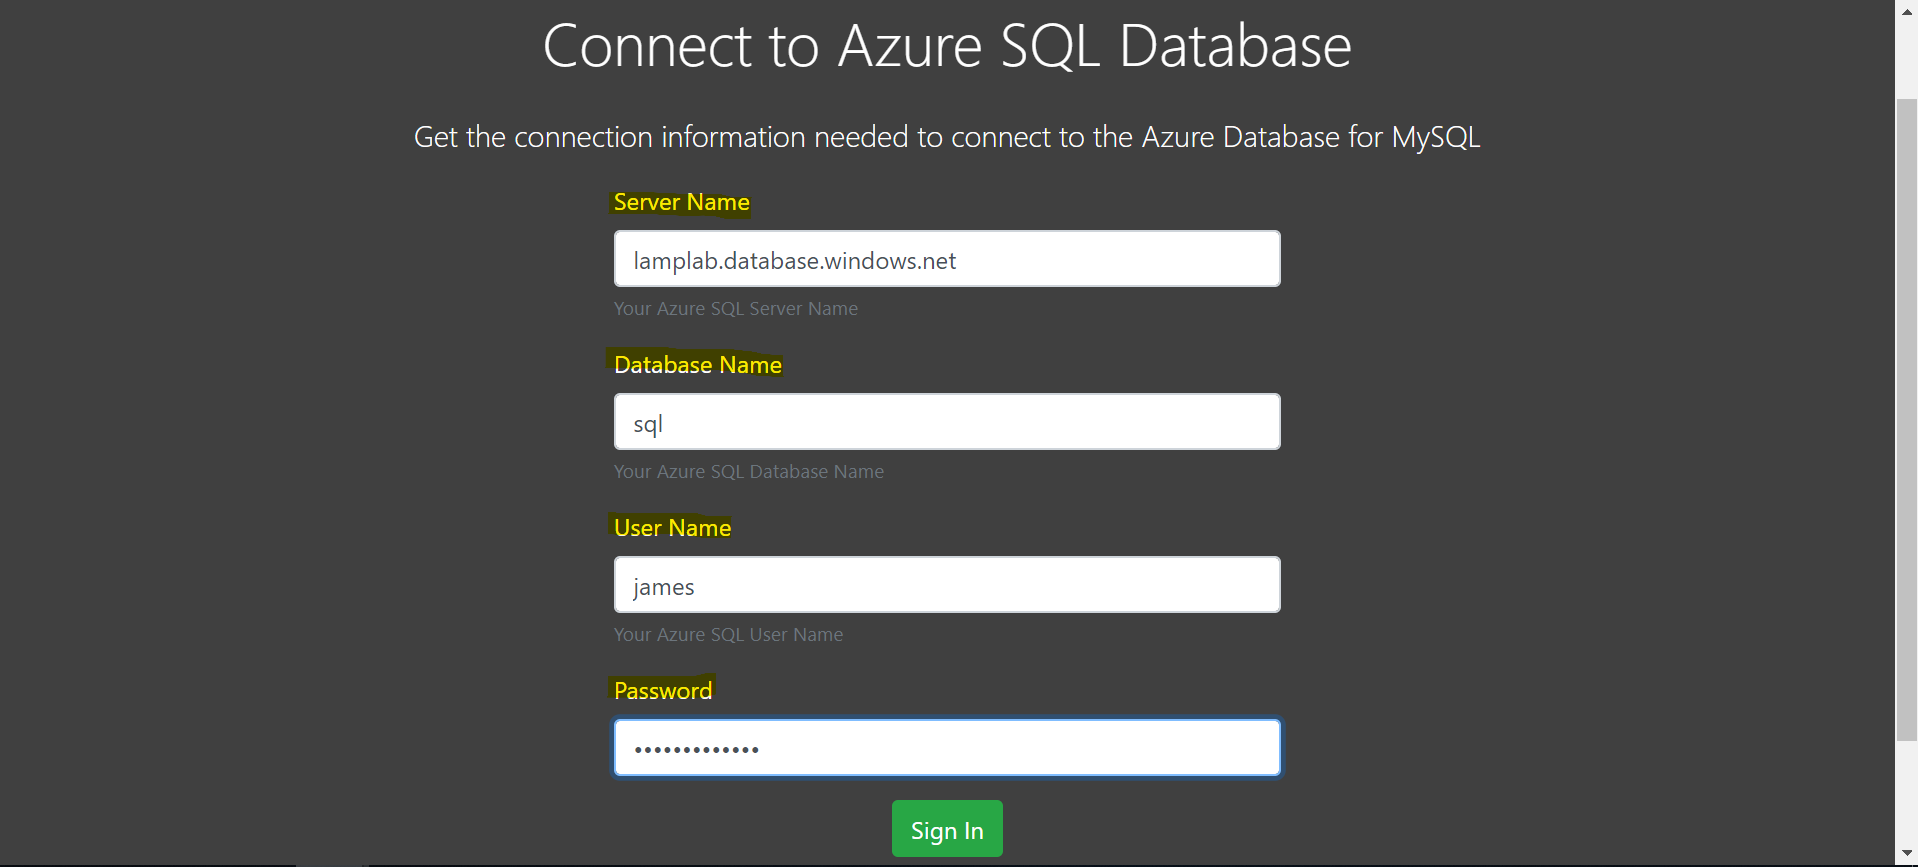 Connect to Azure SQL Database
Get the connection information needed to connect to the Azure Database for MySQL
Server Name
lamplab.database.windows.net
Your Azure SQL Server Name
Database Name
sql
Your Azure SQL Database Name
User Name
james
Your Azure SQL User Name
Password
•••••••••••••
Sign In